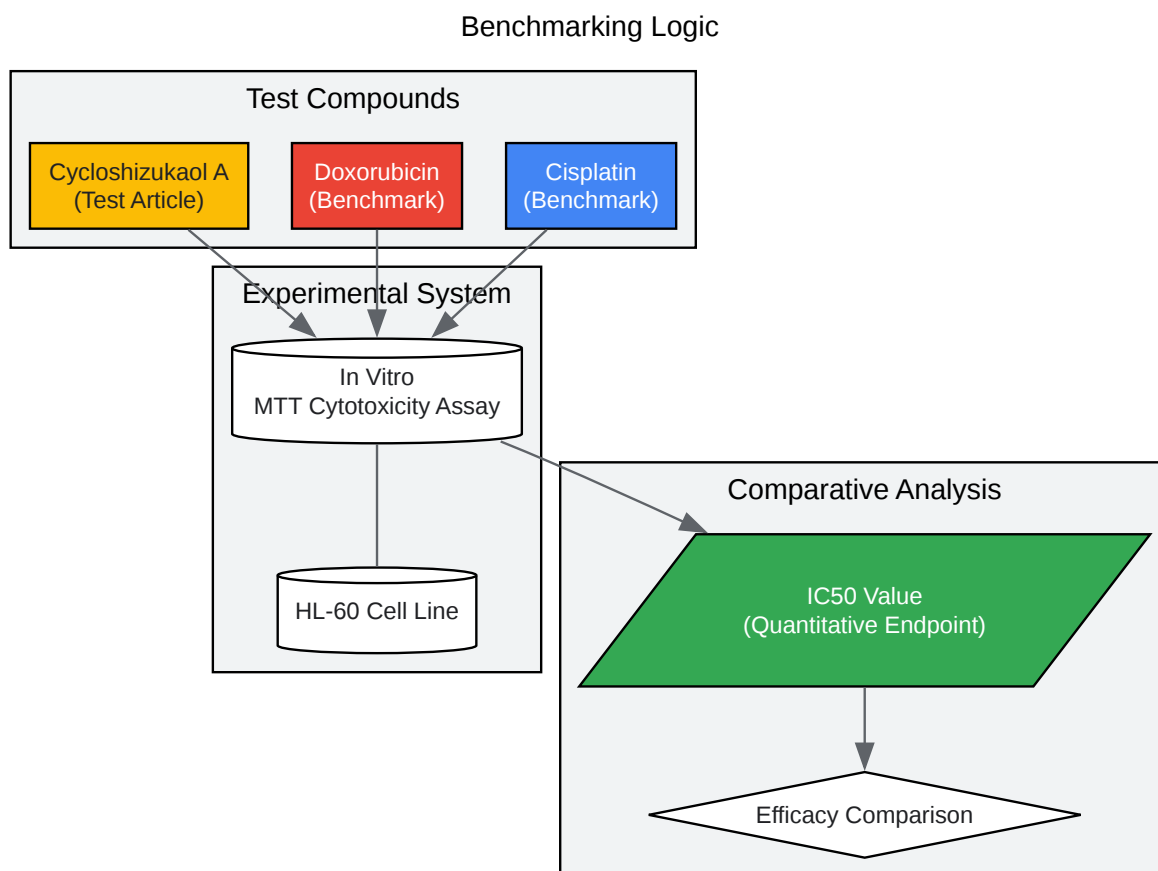 Benchmarking Logic
Test Compounds
Cycloshizukaol A
(Test Article)
Doxorubicin
(Benchmark)
Cisplatin
(Benchmark)
Experimental System
In Vitro
MTT Cytotoxicity Assay
HL-60 Cell Line
Comparative Analysis
IC50 Value
(Quantitative Endpoint)
Efficacy Comparison